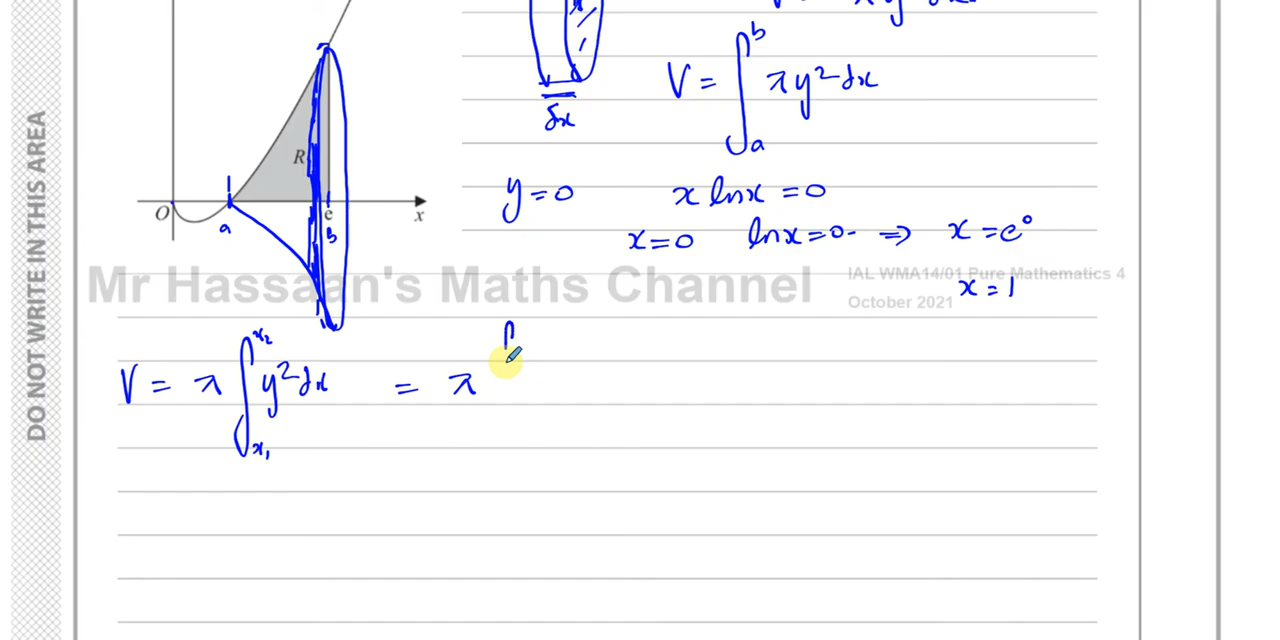 V = ∫ₐᵇ πy² dx
δx
R
y = 0    x ln x = 0
O    1    e    x
a    b
x = 0    ln x = 0 ⇒ x = e⁰
x = 1
DO NOT WRITE IN THIS AREA
Mr Hassaan's Maths Channel
IAL WMA14/01 Pure Mathematics 4
October 2021
V = π ∫ₓ₁ˣ² y² dx = π